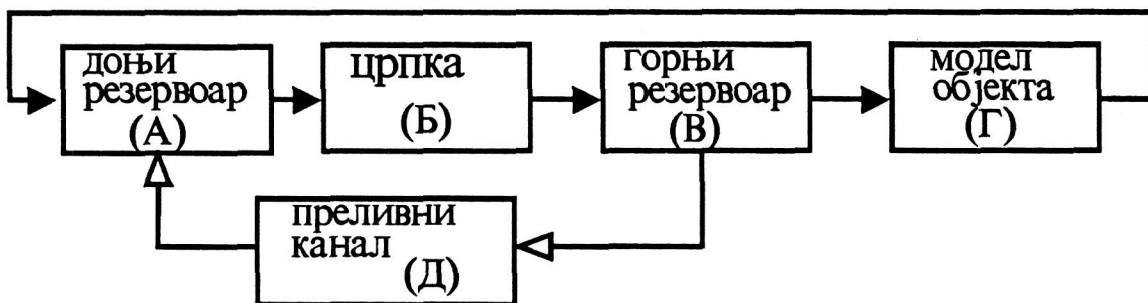 доњи
резервоар
(А)
црпка
(Б)
горњи
резервоар
(В)
модел
објекта
(Г)
преливни
канал
(Д)